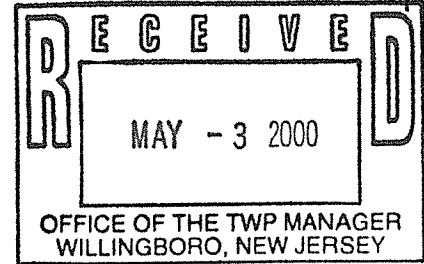 RECEIVED
MAY - 3 2000
OFFICE OF THE TWP MANAGER
WILLINGBORO, NEW JERSEY